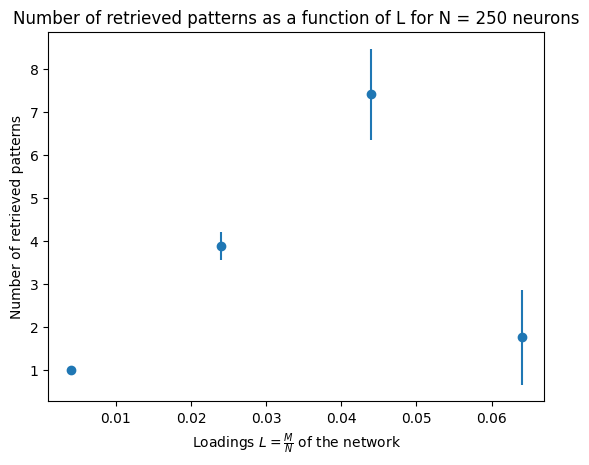 Number of retrieved patterns as a function of L for N = 250 neurons
Number of retrieved patterns
8
7
6
5
4
3
2
1
0.01 0.02 0.03 0.04 0.05 0.06
Loadings $L = \frac{M}{N}$ of the network